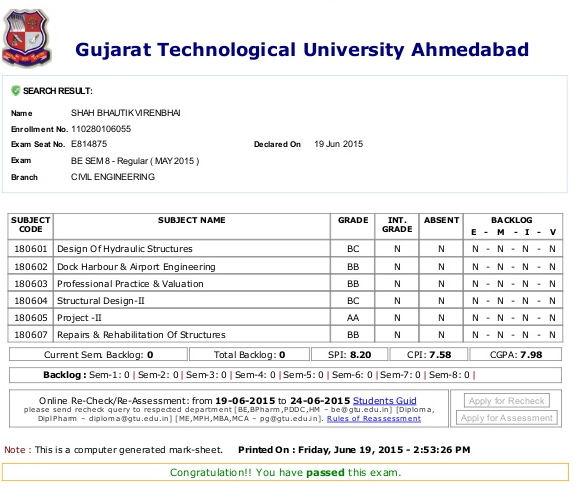 Gujarat Technological University Ahmedabad
SEARCH RESULT:
Name SHAH BHAUTIK VIRENBHAI
Enrollment No. 110280106055
Exam Seat No. E814875 Declared On 19 Jun 2015
Exam BE SEM 8 - Regular ( MAY 2015 )
Branch CIVIL ENGINEERING
SUBJECT CODE SUBJECT NAME GRADE INT. GRADE ABSENT BACKLOG
E - M - I - V
180601 Design Of Hydraulic Structures BC N N N - N - N - N
180602 Dock Harbour & Airport Engineering BB N N N - N - N - N
180603 Professional Practice & Valuation BB N N N - N - N - N
180604 Structural Design-II BC N N N - N - N - N
180605 Project -II AA N N N - N - N - N
180607 Repairs & Rehabilitation Of Structures BB N N N - N - N - N
Current Sem. Backlog: 0 Total Backlog: 0 SPI: 8.20 CPI: 7.58 CGPA: 7.98
Backlog : Sem-1: 0 | Sem-2: 0 | Sem-3: 0 | Sem-4: 0 | Sem-5: 0 | Sem-6: 0 | Sem-7: 0 | Sem-8: 0 |
Online Re-Check/Re-Assessment: from 19-06-2015 to 24-06-2015 Students Guid
please send recheck query to respected department [BE,BPharm,PDDC,HM – be@gtu.edu.in] [Diploma,
DiplPharm – diploma@gtu.edu.in] [ME,MPH,MBA,MCA – pg@gtu.edu.in]. Rules of Reassessment
Apply for Recheck
Apply for Assessment
Note : This is a computer generated mark-sheet. Printed On : Friday, June 19, 2015 - 2:53:26 PM
Congratulation!! You have passed this exam.